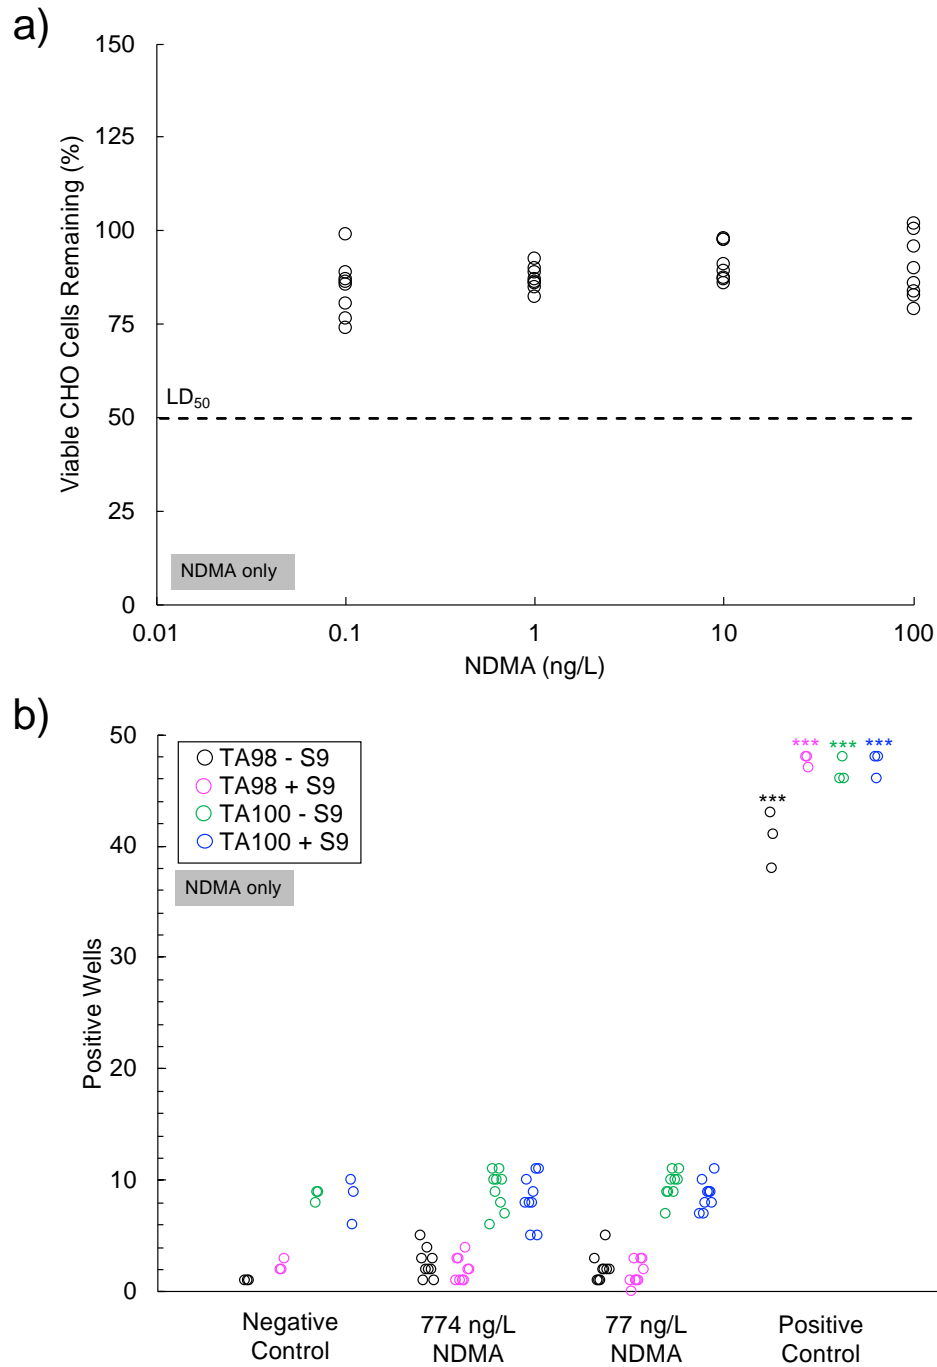 a)
150
125
100
75
50
25
0
Viable CHO Cells Remaining (%)
LD50
NDMA only
0.01 0.1 1 10 100
NDMA (ng/L)
b)
50
40
30
20
10
0
Positive Wells
TA98 - S9
TA98 + S9
TA100 - S9
TA100 + S9
NDMA only
*** *** *** ***
Negative Control
774 ng/L NDMA
77 ng/L NDMA
Positive Control